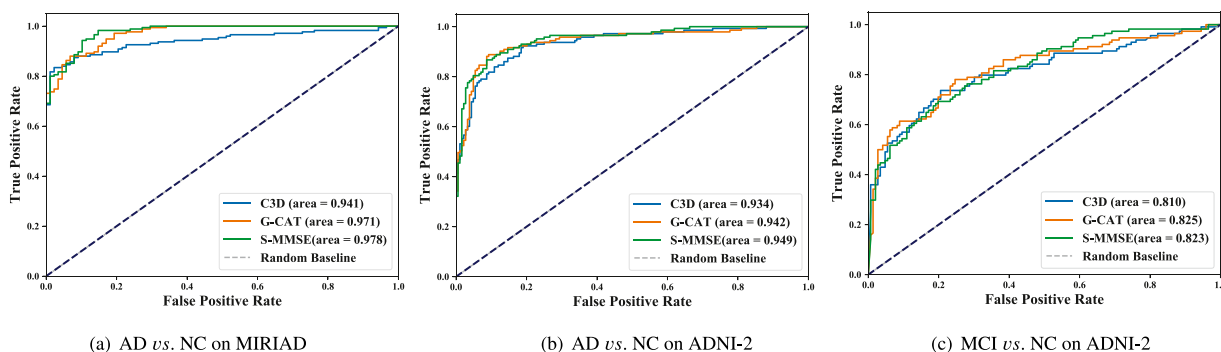 True Positive Rate
1.0
0.8
0.6
0.4
0.2
0.0
C3D (area = 0.941)
G-CAT (area = 0.971)
S-MMSE(area = 0.978)
Random Baseline
0.0 0.2 0.4 0.6 0.8 1.0
False Positive Rate
(a) AD vs. NC on MIRIAD
True Positive Rate
1.0
0.8
0.6
0.4
0.2
0.0
C3D (area = 0.934)
G-CAT (area = 0.942)
S-MMSE(area = 0.949)
Random Baseline
0.0 0.2 0.4 0.6 0.8 1.0
False Positive Rate
(b) AD vs. NC on ADNI-2
True Positive Rate
1.0
0.8
0.6
0.4
0.2
0.0
C3D (area = 0.810)
G-CAT (area = 0.825)
S-MMSE(area = 0.823)
Random Baseline
0.0 0.2 0.4 0.6 0.8 1.
False Positive Rate
(c) MCI vs. NC on ADNI-2